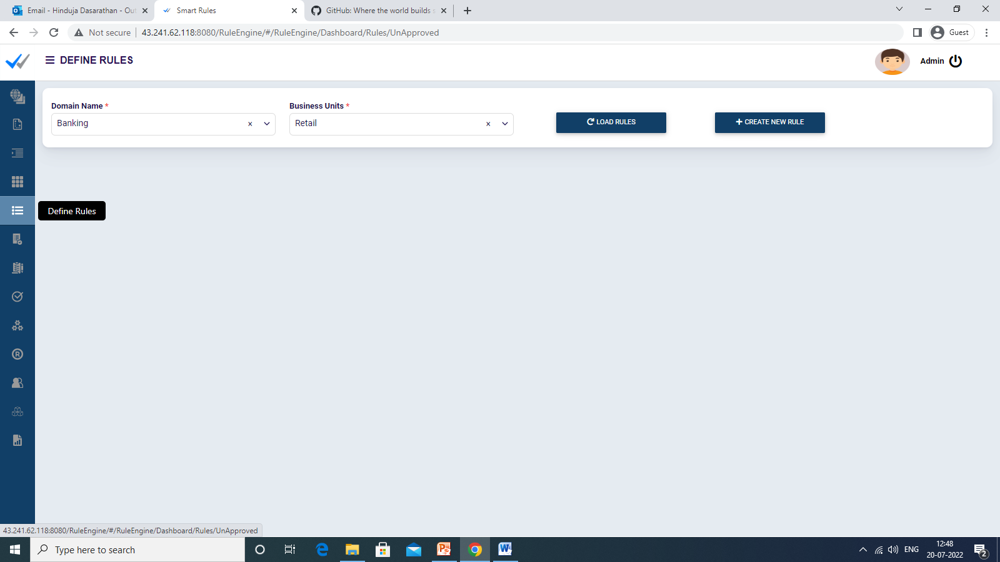 Email - Hinduja Dasarathan - Out
Smart Rules
GitHub: Where the world builds s
Not secure
43.241.62.118:8080/RuleEngine/#/RuleEngine/Dashboard/Rules/UnApproved
Guest
DEFINE RULES
Admin
Domain Name *
Business Units *
Banking
Retail
LOAD RULES
CREATE NEW RULE
Define Rules
43.241.62.118:8080/RuleEngine/#/RuleEngine/Dashboard/Rules/UnApproved
Type here to search
ENG
12:48
20-07-2022
2